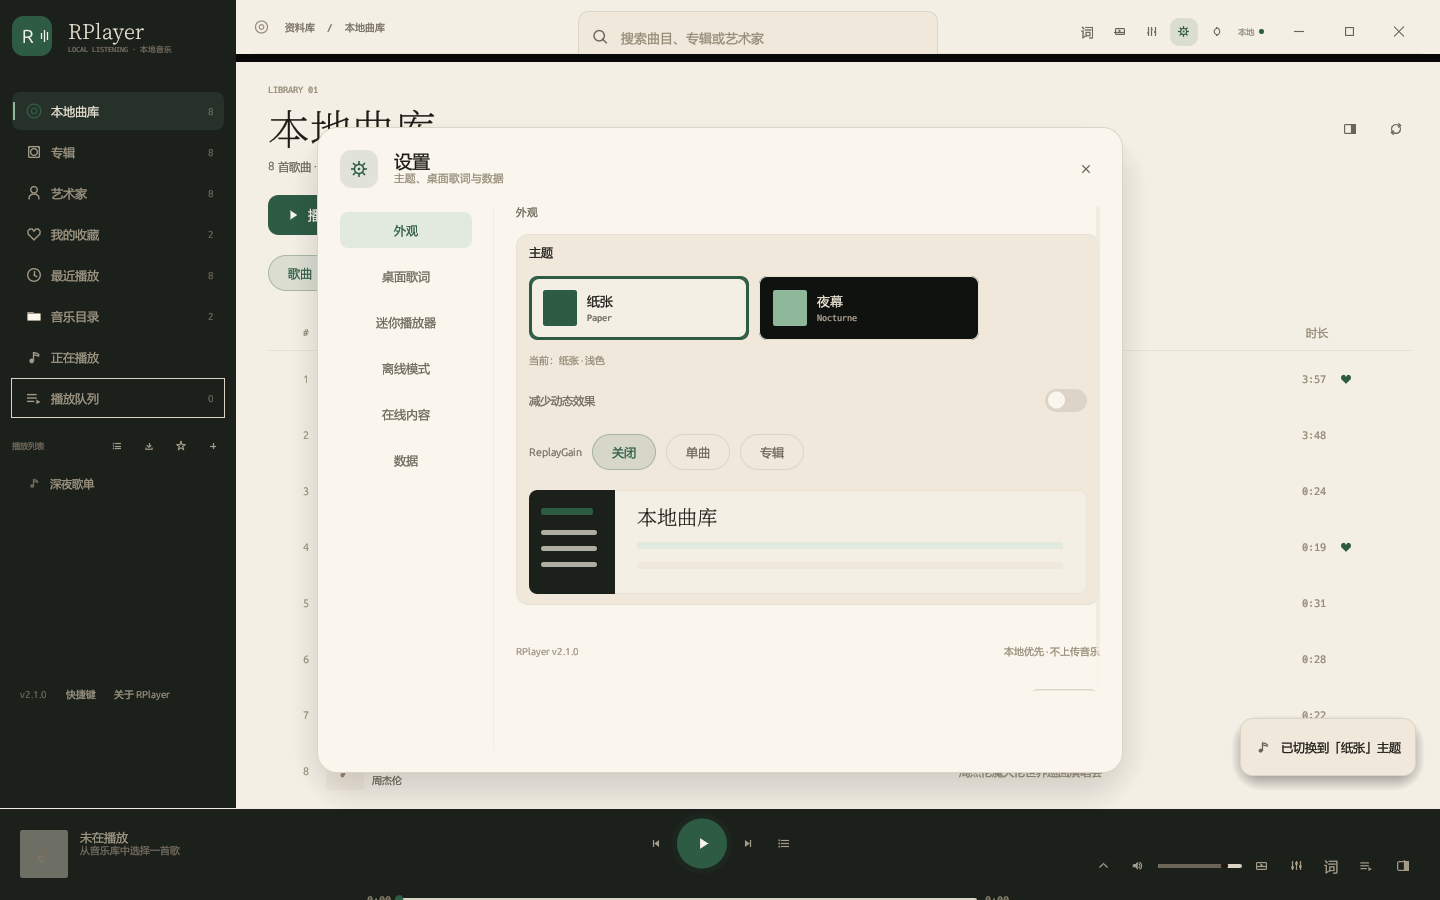 RPlayer
LOCAL LISTENING · 本地音乐
本地曲库 8
专辑 8
艺术家 8
我的收藏 2
最近播放 8
音乐目录 2
正在播放
播放队列 0
播放列表
深夜歌单
v2.1.0 快捷键 关于 RPlayer
资料库 / 本地曲库
搜索曲目、专辑或艺术家
词
本地
LIBRARY 01
本地曲库
8 首歌曲 ·
播
歌曲
# 时长
1 3:57
2 3:48
3 0:24
4 0:19
5 0:31
6 0:28
7 0:22
8
周杰伦
设置
主题、桌面歌词与数据
×
外观
桌面歌词
迷你播放器
离线模式
在线内容
数据
外观
主题
纸张
Paper
夜幕
Nocturne
当前：纸张 · 浅色
减少动态效果
ReplayGain 关闭 单曲 专辑
本地曲库
RPlayer v2.1.0 本地优先 · 不上传音乐
已切换到「纸张」主题
未在播放
从音乐库中选择一首歌
词
0:00 0:00